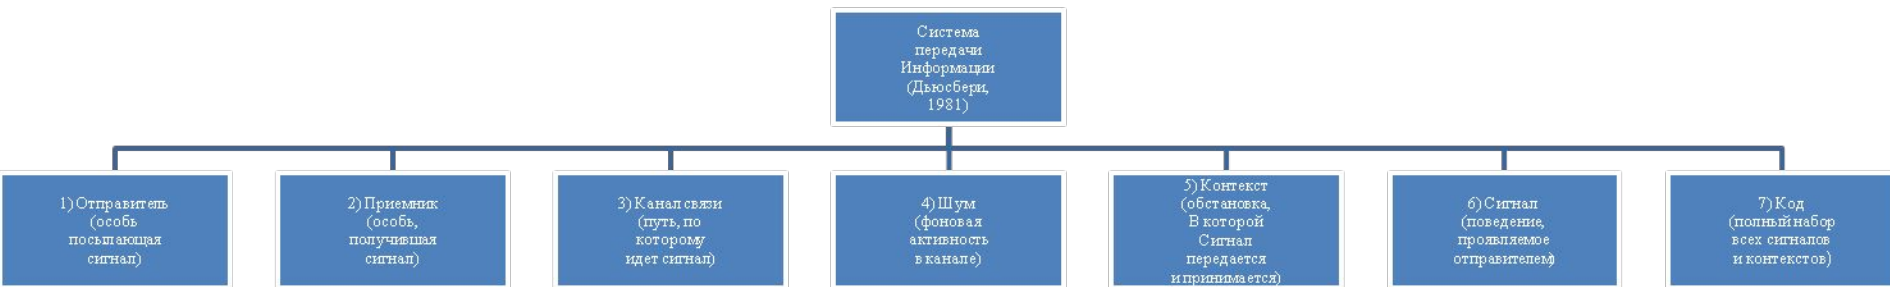 Система
передачи
Информации
(Дьюсбери,
1981)
1) Отправитель
(особь
посылающая
сигнал)
2) Приемник
(особь,
получившая
сигнал)
3) Канал связи
(путь, по
которому
идет сигнал)
4) Шум
(фоновая
активность
в канале)
5) Контекст
(обстановка,
В которой
Сигнал
передается
и принимается)
6) Сигнал
(поведение,
проявляемое
отправителем)
7) Код
(полный набор
всех сигналов
и контекстов)